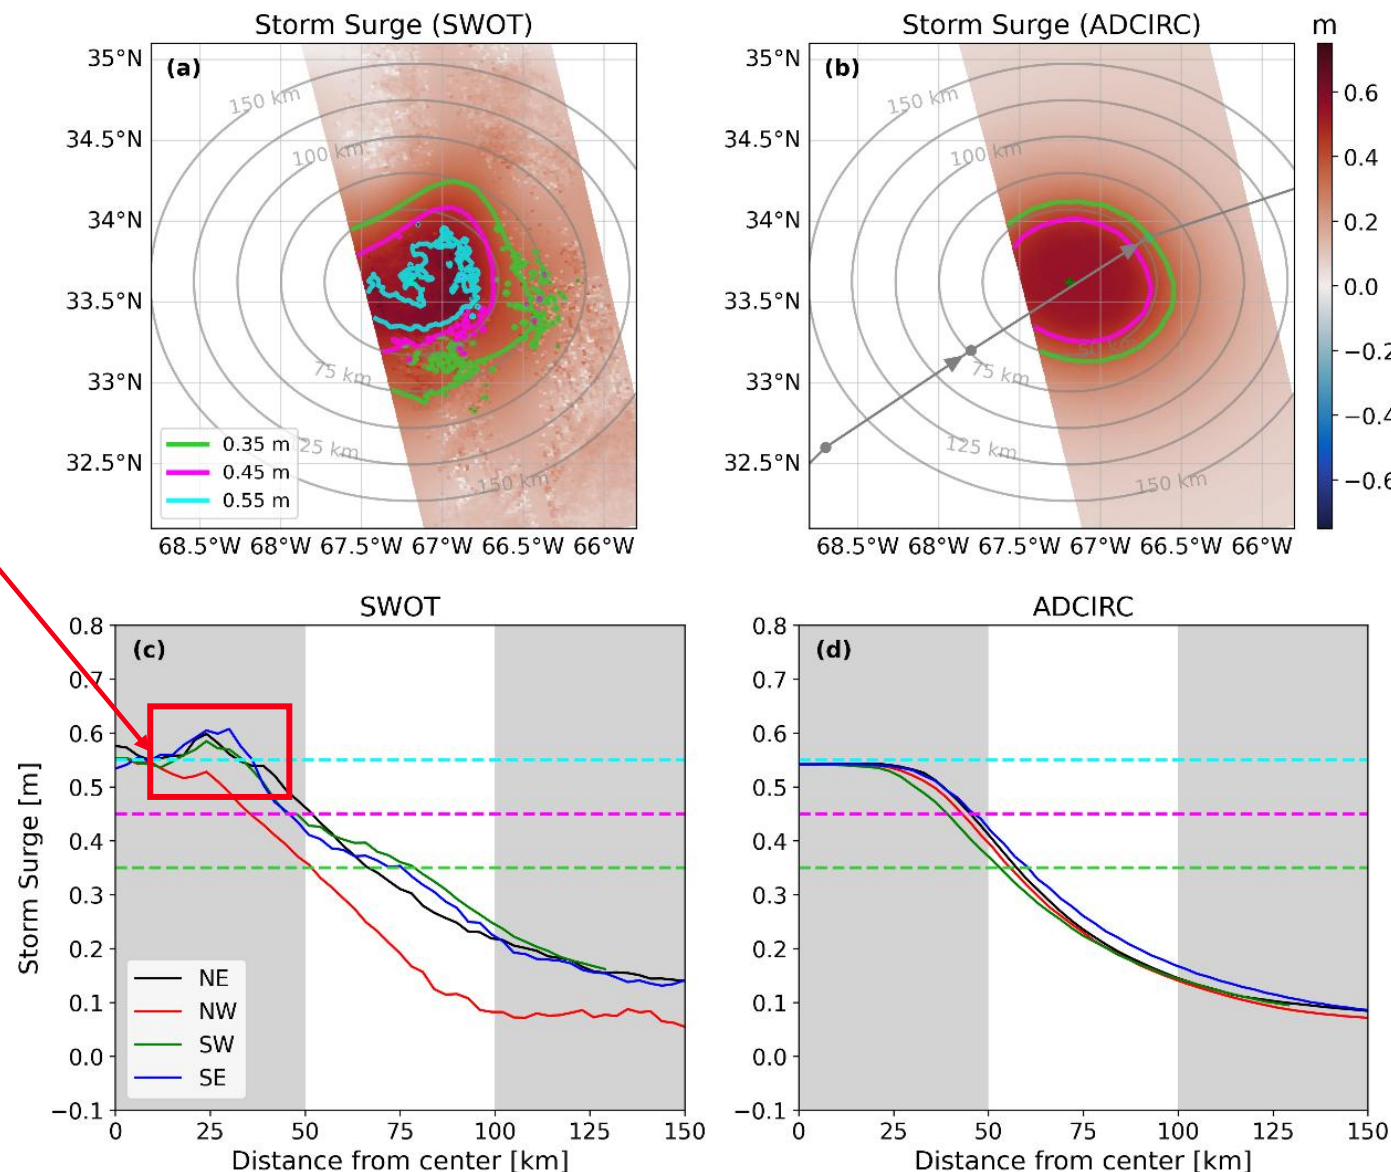 Storm Surge (SWOT)
(a)
35°N
34.5°N
34°N
33.5°N
33°N
32.5°N
150 km
100 km
75 km
25 km
150 km
0.35 m
0.45 m
0.55 m
68.5°W 68°W 67.5°W 67°W 66.5°W 66°W
Storm Surge (ADCIRC)
(b)
35°N
34.5°N
34°N
33.5°N
33°N
32.5°N
150 km
100 km
75 km
125 km
150 km
68.5°W 68°W 67.5°W 67°W 66.5°W 66°W
m
0.6
0.4
0.2
0.0
−0.2
−0.4
−0.6
SWOT
(c)
Storm Surge [m]
0.8
0.7
0.6
0.5
0.4
0.3
0.2
0.1
0.0
−0.1
NE
NW
SW
SE
0 25 50 75 100 125 150
Distance from center [km]
ADCIRC
(d)
0.8
0.7
0.6
0.5
0.4
0.3
0.2
0.1
0.0
−0.1
0 25 50 75 100 125 150
Distance from center [km]